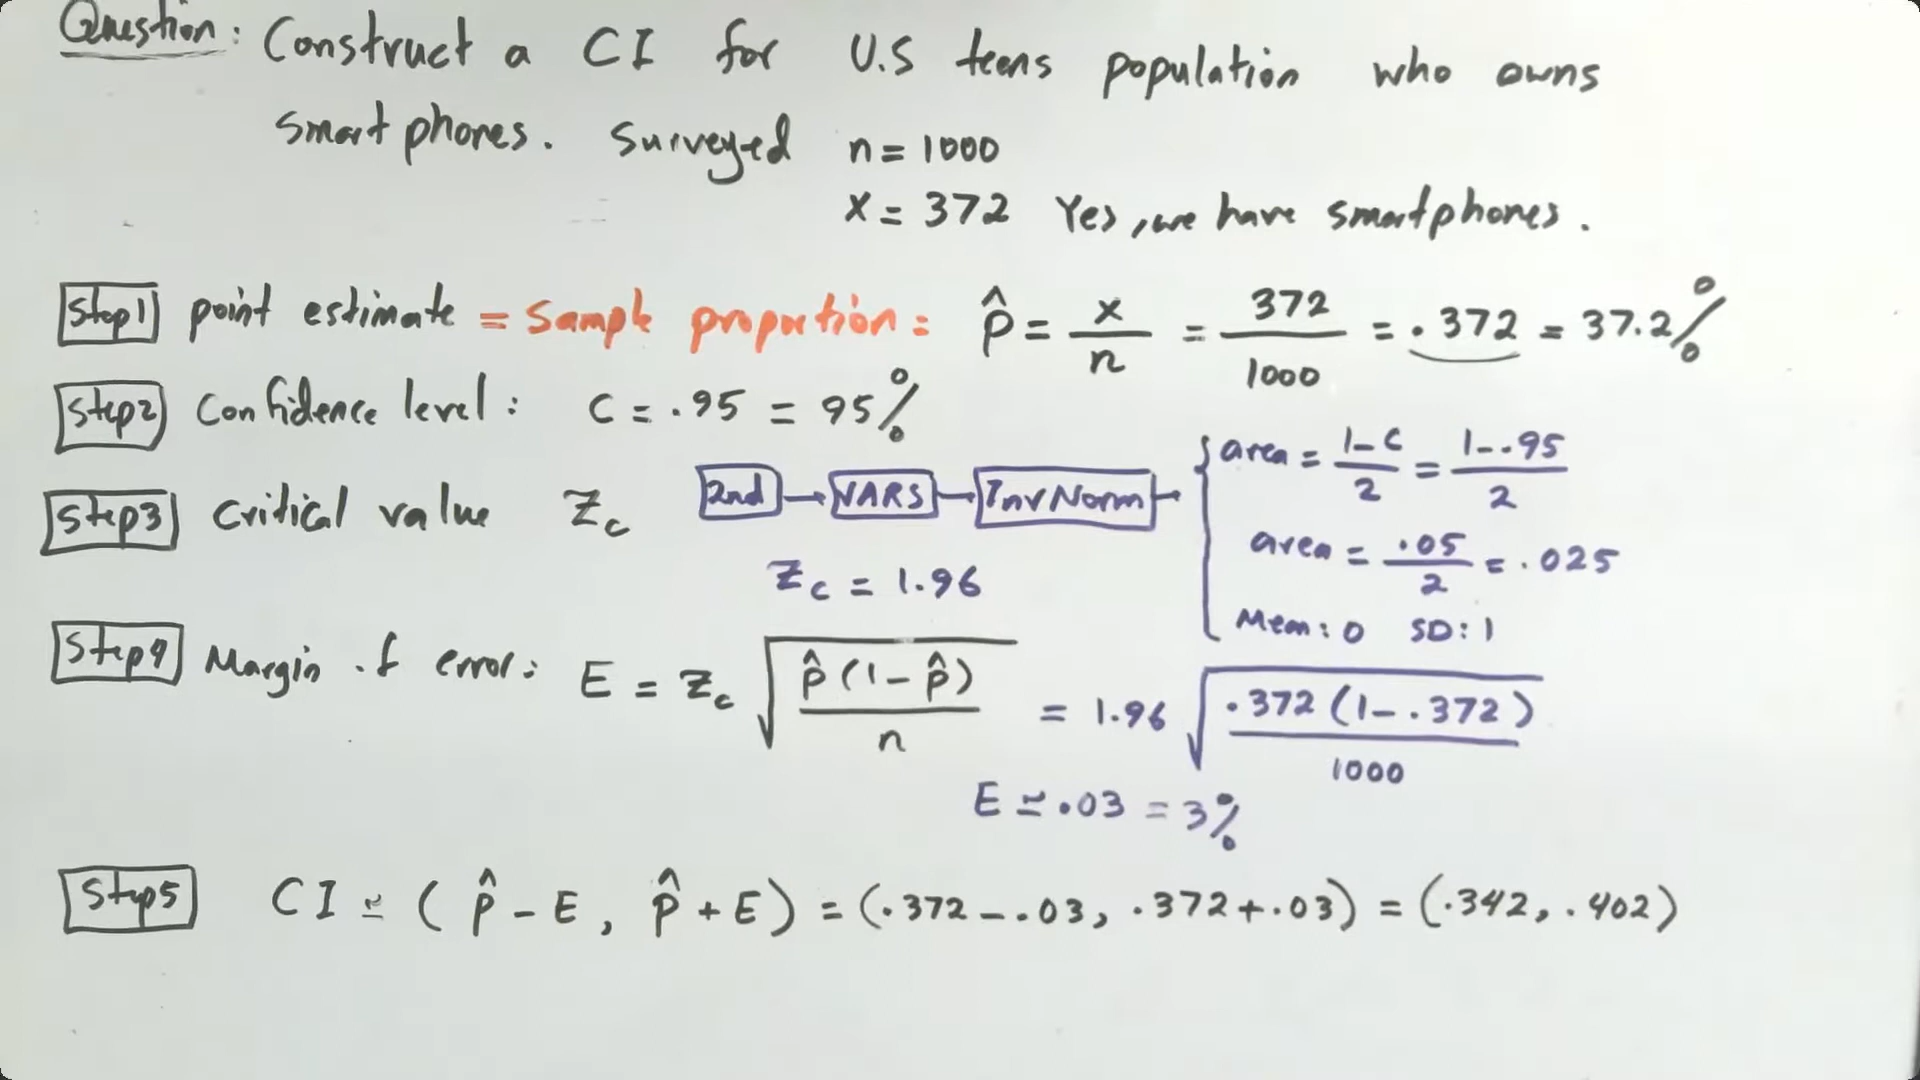 Question: Construct a CI for U.S teens population who owns
smart phones. Surveyed n = 1000
x = 372 Yes, we have smartphones.
Step1 point estimate = Sample proportion = p̂ = x/n = 372/1000 = .372 = 37.2%
Step2 Confidence level: C = .95 = 95%
Step3 Critical value Zc 2nd → VARS → InvNorm → { area = (1-C)/2 = (1-.95)/2
area = .05/2 = .025
Mean: 0 SD: 1
Zc = 1.96
Step4 Margin of error: E = Zc √(p̂(1-p̂)/n) = 1.96 √(.372(1-.372)/1000)
E ≃ .03 = 3%
Step5 CI ≃ (p̂ - E, p̂ + E) = (.372 - .03, .372 + .03) = (.342, .402)